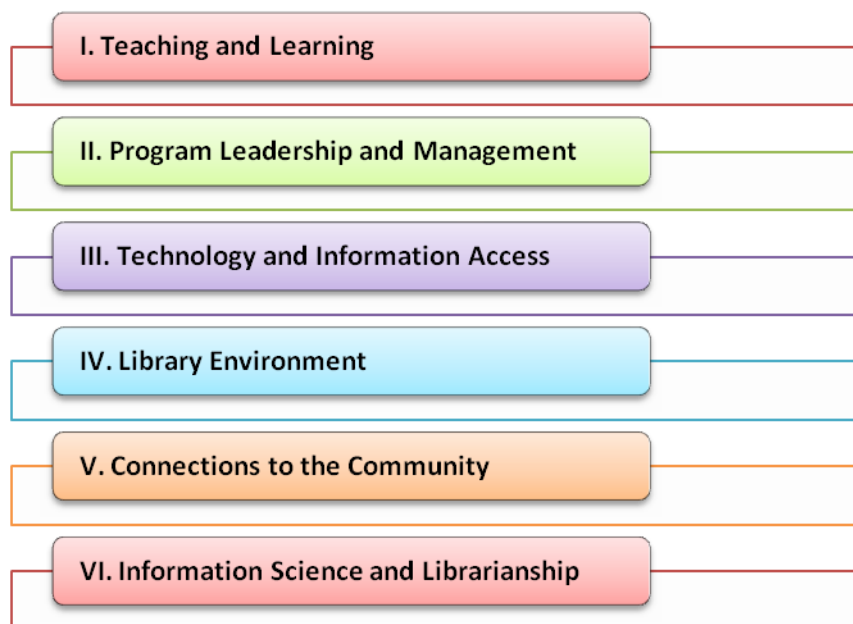 I. Teaching and Learning
II. Program Leadership and Management
III. Technology and Information Access
IV. Library Environment
V. Connections to the Community
VI. Information Science and Librarianship